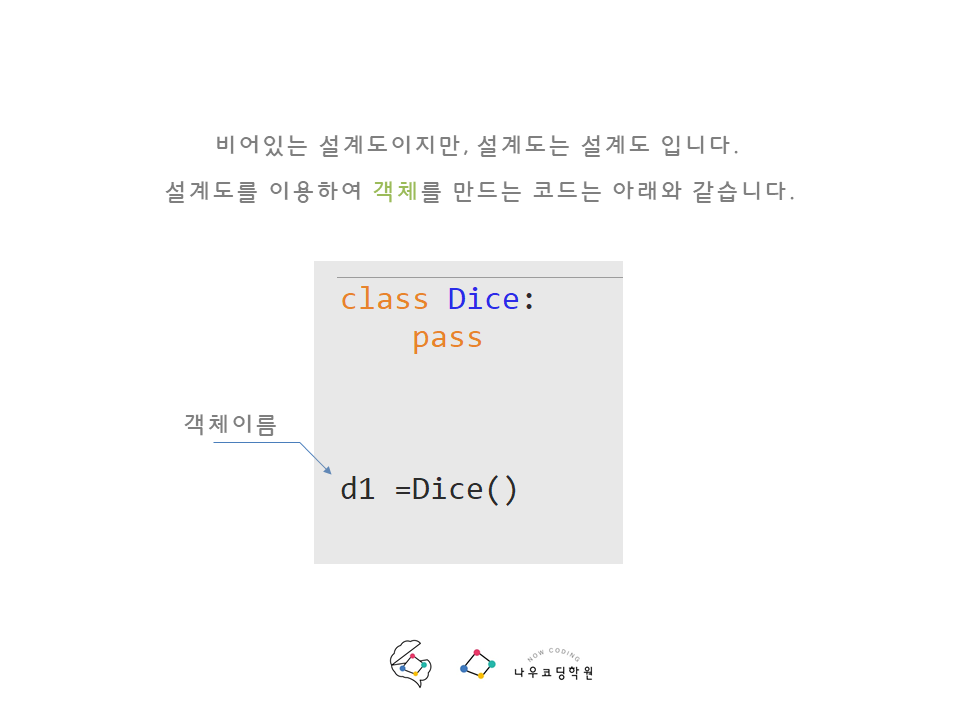 비어있는 설계도이지만, 설계도는 설계도 입니다.
설계도를 이용하여 객체를 만드는 코드는 아래와 같습니다.
class Dice:
    pass
객체이름
d1 =Dice()
NOW CODING
나우코딩학원